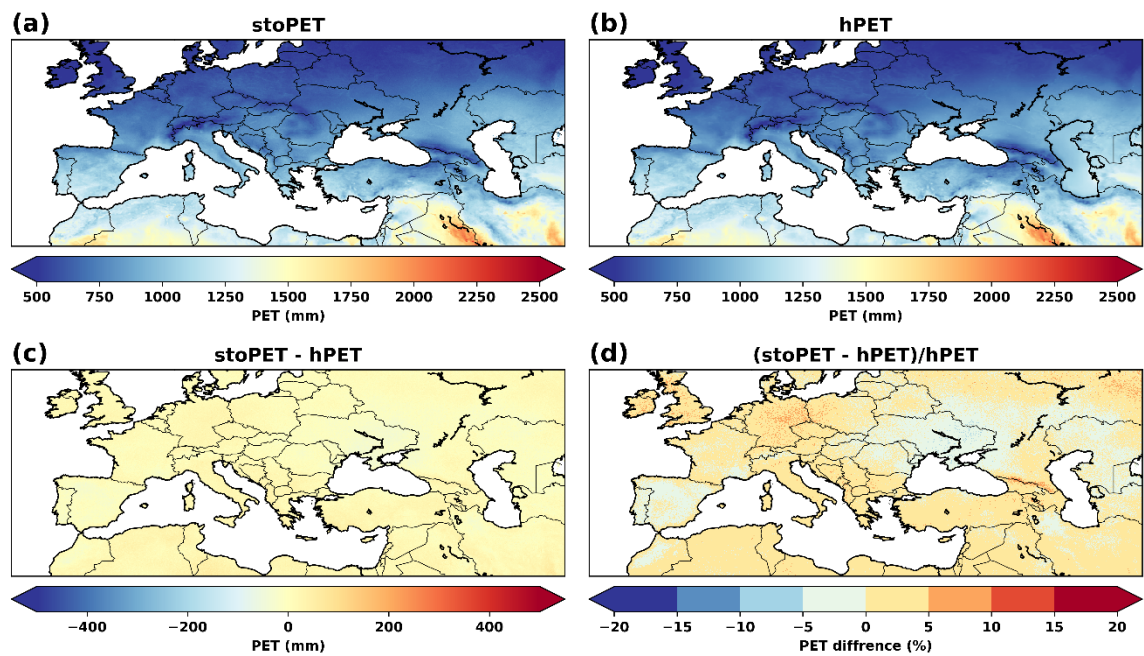 (a) stoPET
(b) hPET
500 750 1000 1250 1500 1750 2000 2250 2500
PET (mm)
500 750 1000 1250 1500 1750 2000 2250 2500
PET (mm)
(c) stoPET - hPET
(d) (stoPET - hPET)/hPET
−400 −200 0 200 400
PET (mm)
−20 −15 −10 −5 0 5 10 15 20
PET diffrence (%)